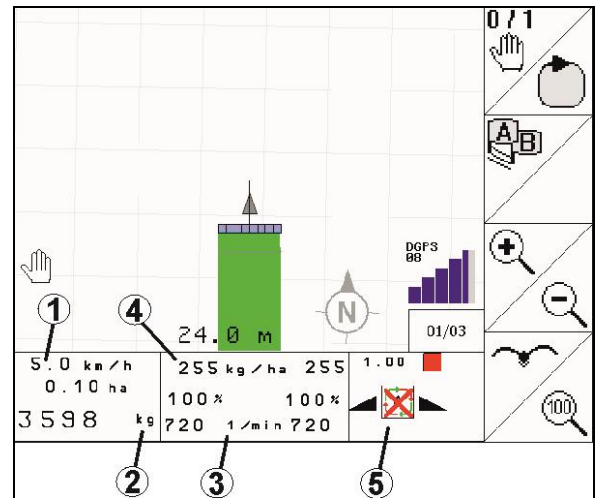 0/1
A B
DGPS
08
N
01/03
24.0 m
1
4
5.0 km/h
0.10 ha
3598 kg
255 kg/ha 255
100% 100%
720 1/min 720
1.00
100
2
3
5